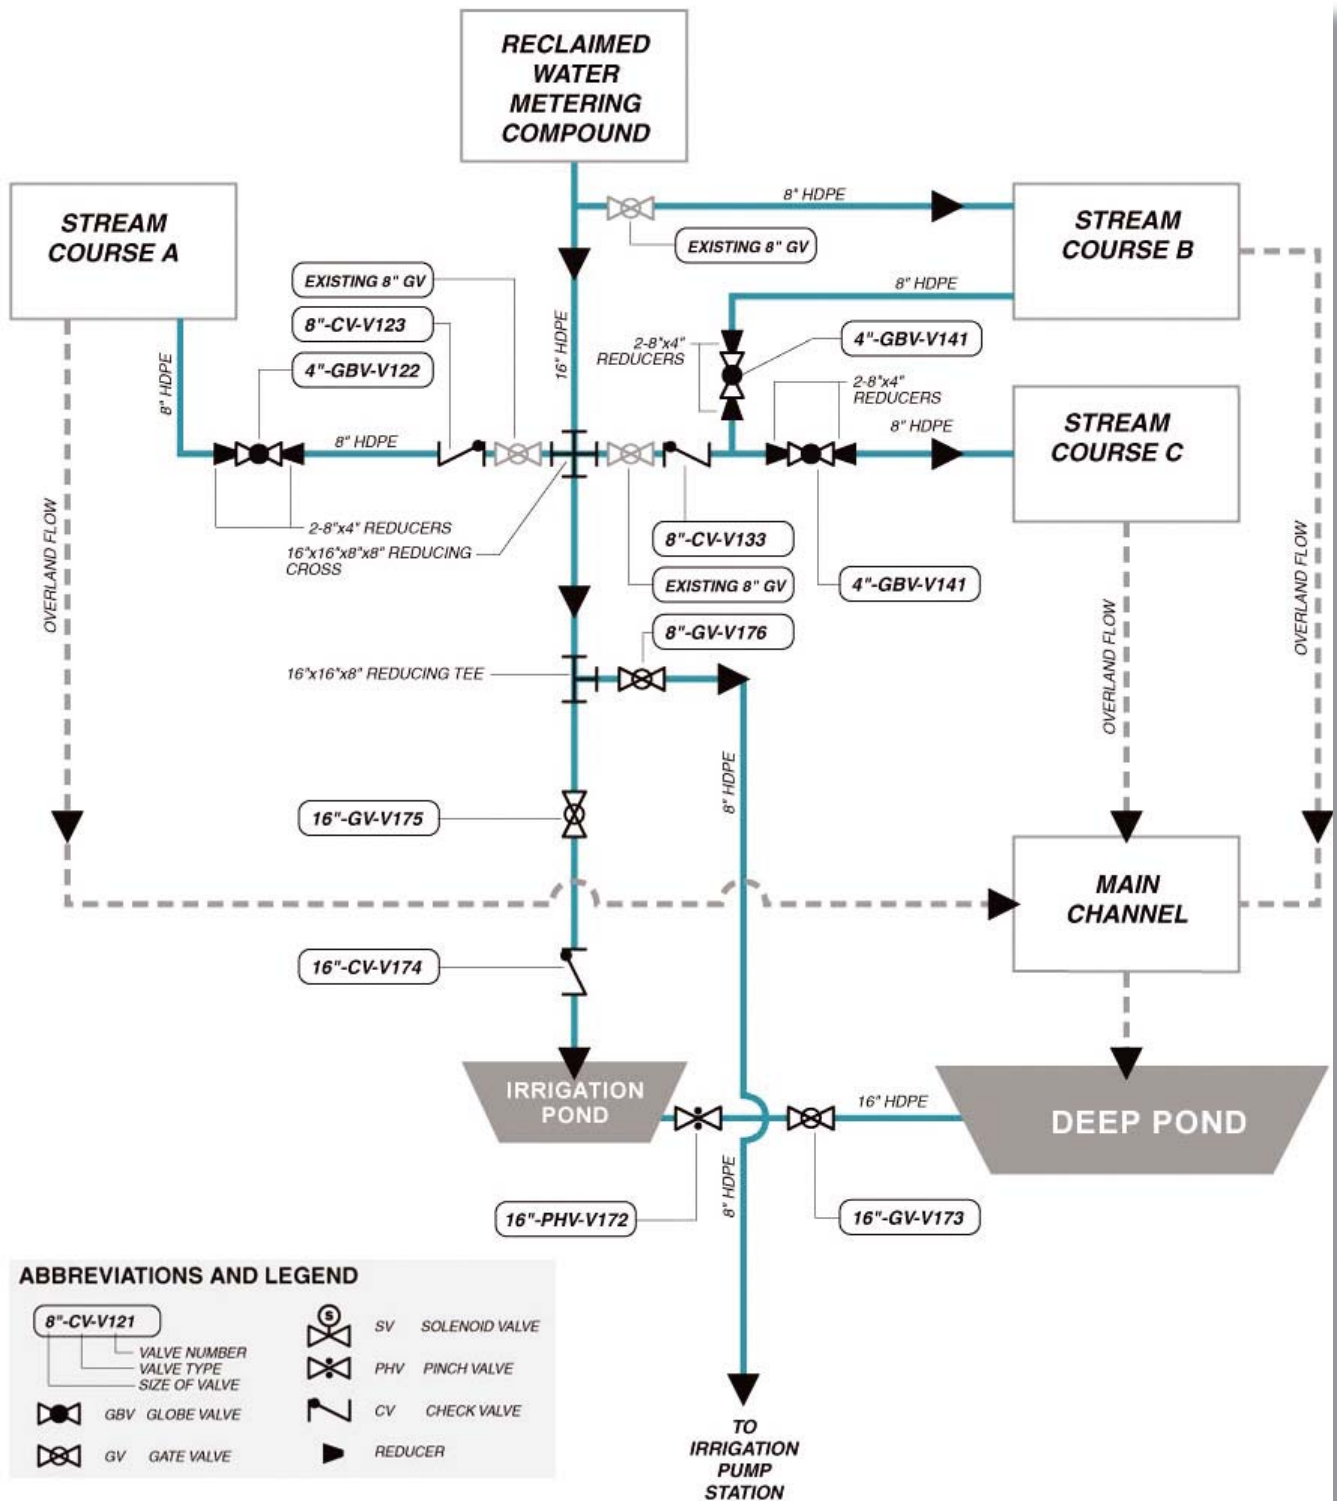 RECLAIMED
WATER
METERING
COMPOUND
STREAM
COURSE A
8" HDPE
STREAM
COURSE B
EXISTING 8" GV
EXISTING 8" GV
8"-CV-V123
4"-GBV-V122
16" HDPE
8" HDPE
2-8"x4"
REDUCERS
4"-GBV-V141
2-8"x4"
REDUCERS
8" HDPE
STREAM
COURSE C
8" HDPE
8" HDPE
2-8"x4" REDUCERS
16"x16"x8"x8" REDUCING
CROSS
8"-CV-V133
EXISTING 8" GV
4"-GBV-V141
8"-GV-V176
OVERLAND FLOW
OVERLAND FLOW
OVERLAND FLOW
16"x16"x8" REDUCING TEE
8" HDPE
16"-GV-V175
MAIN
CHANNEL
16"-CV-V174
IRRIGATION
POND
16" HDPE
DEEP POND
8" HDPE
16"-PHV-V172
16"-GV-V173
ABBREVIATIONS AND LEGEND
8"-CV-V121
VALVE NUMBER
VALVE TYPE
SIZE OF VALVE
GBV GLOBE VALVE
GV GATE VALVE
S
SV SOLENOID VALVE
PHV PINCH VALVE
CV CHECK VALVE
REDUCER
TO
IRRIGATION
PUMP
STATION